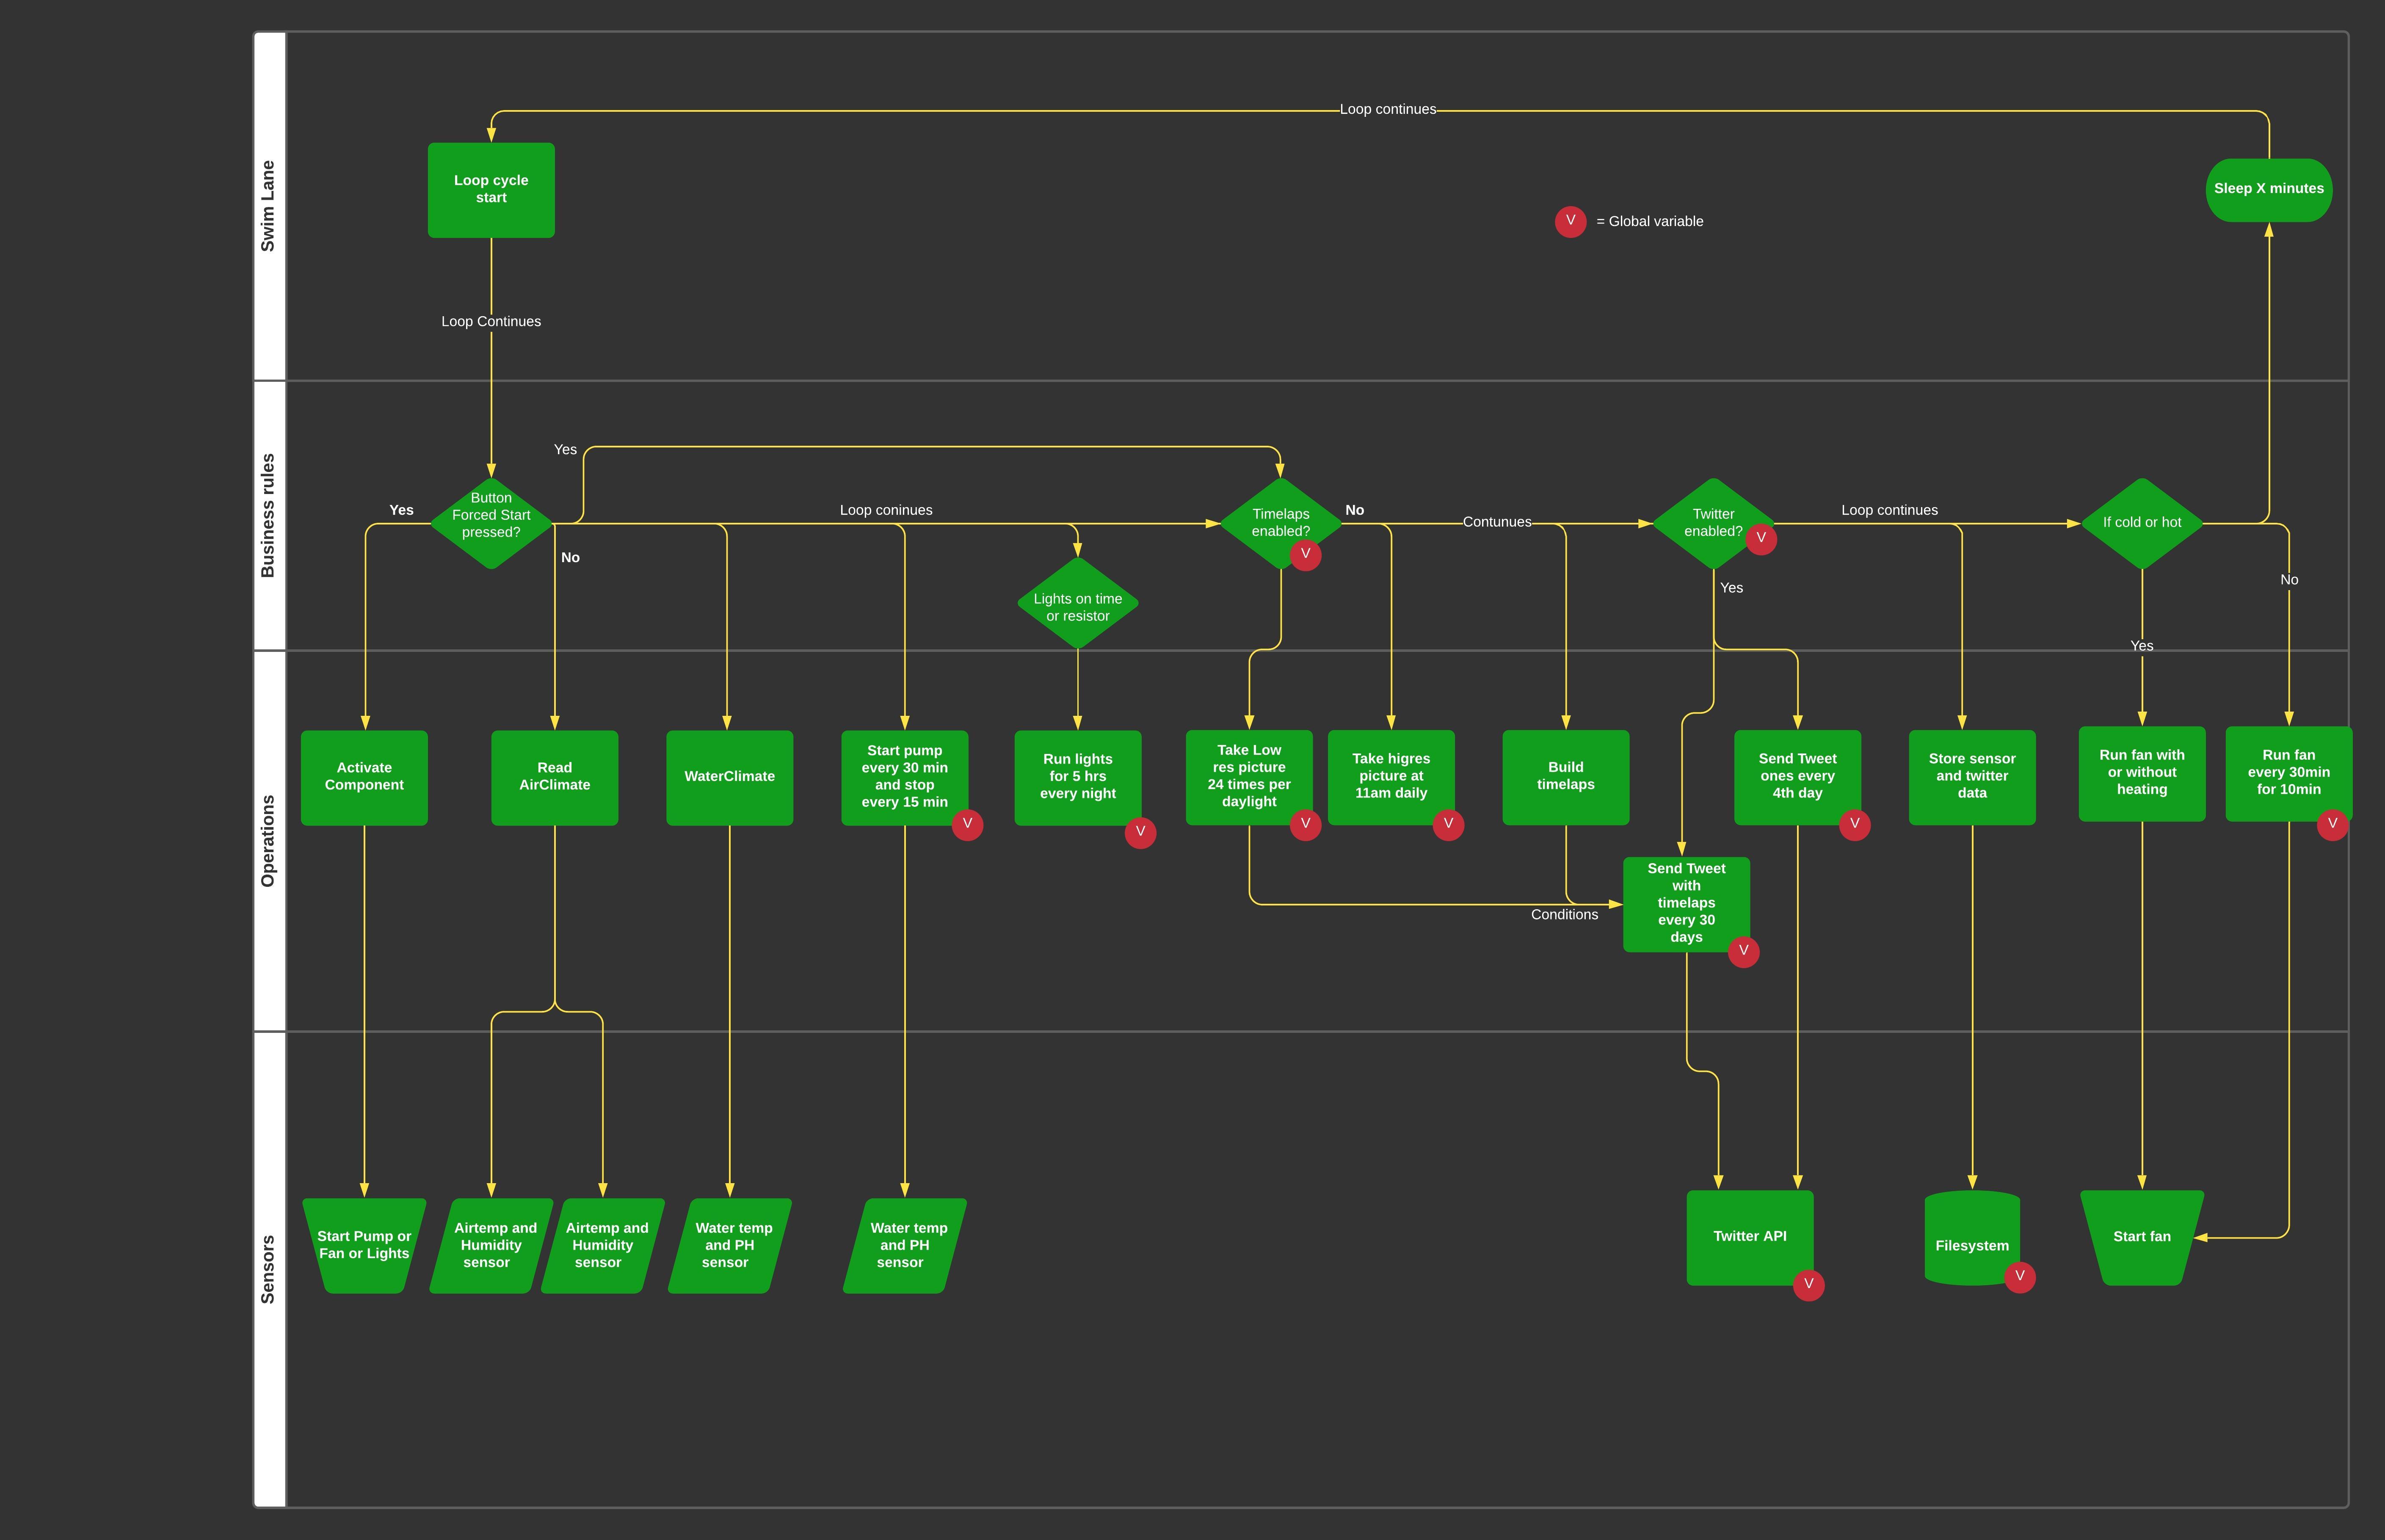 Swim Lane
Loop continues
Loop cycle
start
Sleep X minutes
V
= Global variable
Loop Continues
Business rules
Yes
Yes
Button
Forced Start
pressed?
No
Loop coninues
Lights on time
or resistor
Timelaps
enabled?
V
No
Contunues
Twitter
enabled?
V
Yes
Loop continues
If cold or hot
No
Yes
Operations
Activate
Component
Read
AirClimate
WaterClimate
Start pump
every 30 min
and stop
every 15 min
V
Run lights
for 5 hrs
every night
V
Take Low
res picture
24 times per
daylight
V
Take higres
picture at
11am daily
V
Build
timelaps
Send Tweet
ones every
4th day
V
Store sensor
and twitter
data
Run fan with
or without
heating
Run fan
every 30min
for 10min
V
Conditions
Send Tweet
with
timelaps
every 30
days
V
Sensors
Start Pump or
Fan or Lights
Airtemp and
Humidity
sensor
Airtemp and
Humidity
sensor
Water temp
and PH
sensor
Water temp
and PH
sensor
Twitter API
V
Filesystem
V
Start fan